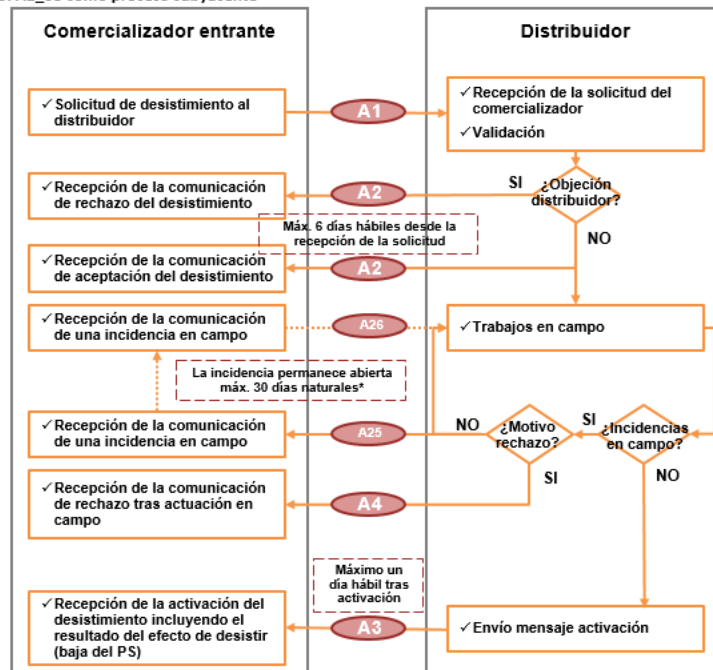 Comercializador entrante
Distribuidor
✓ Solicitud de desistimiento al
distribuidor
A1
✓ Recepción de la solicitud del
comercializador
✓ Validación
✓ Recepción de la comunicación
de rechazo del desistimiento
A2
SI
¿Objeción
distribuidor?
Máx. 6 días hábiles desde la
recepción de la solicitud
NO
✓ Recepción de la comunicación
de aceptación del desistimiento
A2
✓ Recepción de la comunicación
de una incidencia en campo
A26
✓ Trabajos en campo
La incidencia permanece abierta
máx. 30 días naturales*
✓ Recepción de la comunicación
de una incidencia en campo
A25
NO
¿Motivo
rechazo?
SI
¿Incidencias
en campo?
SI
NO
✓ Recepción de la comunicación
de rechazo tras actuación en
campo
A4
Máximo un
día hábil tras
activación
✓ Recepción de la activación del
desistimiento incluyendo el
resultado del efecto de desistir
(baja del PS)
A3
✓ Envío mensaje activación